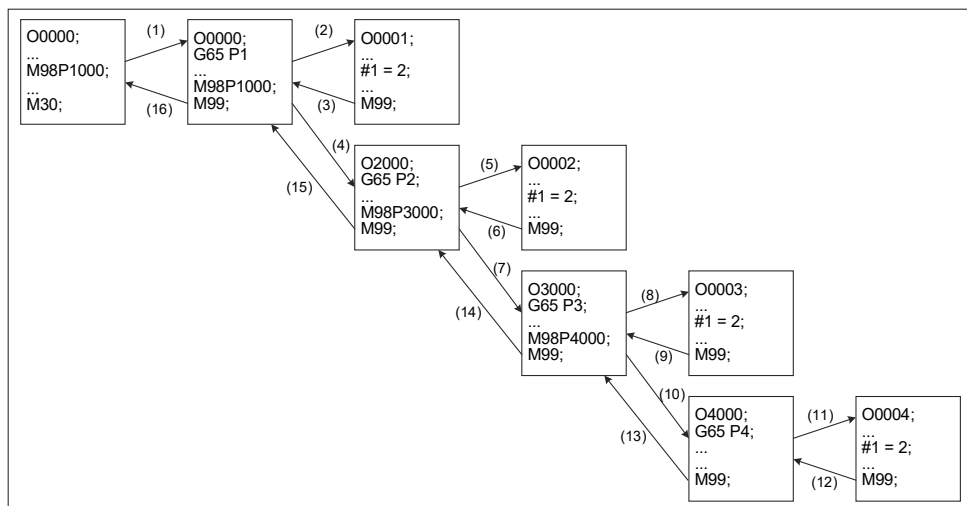 O0000;
...
M98P1000;
...
M30;
(1)
(16)
O0000;
G65 P1
...
M98P1000;
M99;
(2)
(3)
O0001;
...
#1 = 2;
...
M99;
(4)
(15)
O2000;
G65 P2;
...
M98P3000;
M99;
(5)
(6)
O0002;
...
#1 = 2;
...
M99;
(7)
(14)
O3000;
G65 P3;
...
M98P4000;
M99;
(8)
(9)
O0003;
...
#1 = 2;
...
M99;
(10)
(13)
O4000;
G65 P4;
...
...
M99;
(11)
(12)
O0004;
...
#1 = 2;
...
M99;